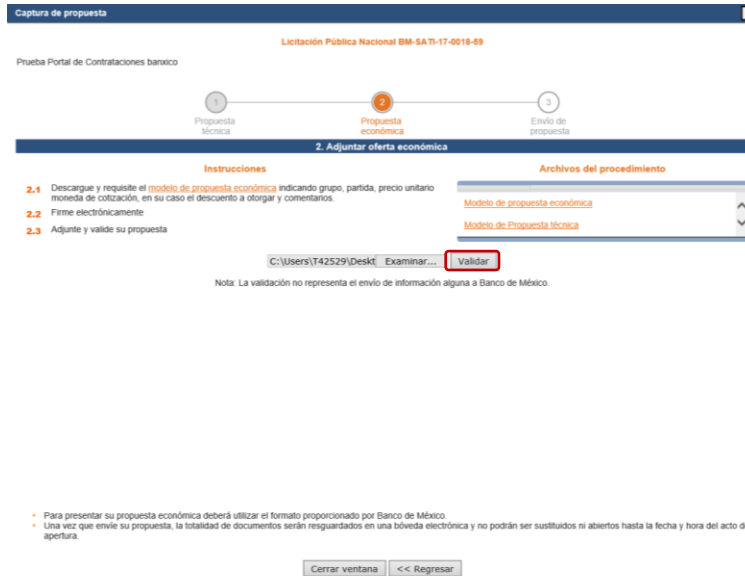 Captura de propuesta
Licitación Pública Nacional BM-SATI-17-0018-59
Prueba Portal de Contrataciones banxico
1
2
3
Propuesta técnica
Propuesta económica
Envío de propuesta
2. Adjuntar oferta económica
Instrucciones
2.1 Descargue y requisite el modelo de propuesta económica indicando grupo, partida, precio unitario
moneda de cotización, en su caso el descuento a otorgar y comentarios.
2.2 Firme electrónicamente
2.3 Adjunte y valide su propuesta
Archivos del procedimiento
Modelo de propuesta económica
Modelo de Propuesta técnica
C:\Users\T42529\Deskt Examinar... Validar
Nota: La validación no representa el envío de información alguna a Banco de México.
• Para presentar su propuesta económica deberá utilizar el formato proporcionado por Banco de México.
• Una vez que envíe su propuesta, la totalidad de documentos serán resguardados en una bóveda electrónica y no podrán ser sustituidos ni abiertos hasta la fecha y hora del acto d
apertura.
Cerrar ventana << Regresar